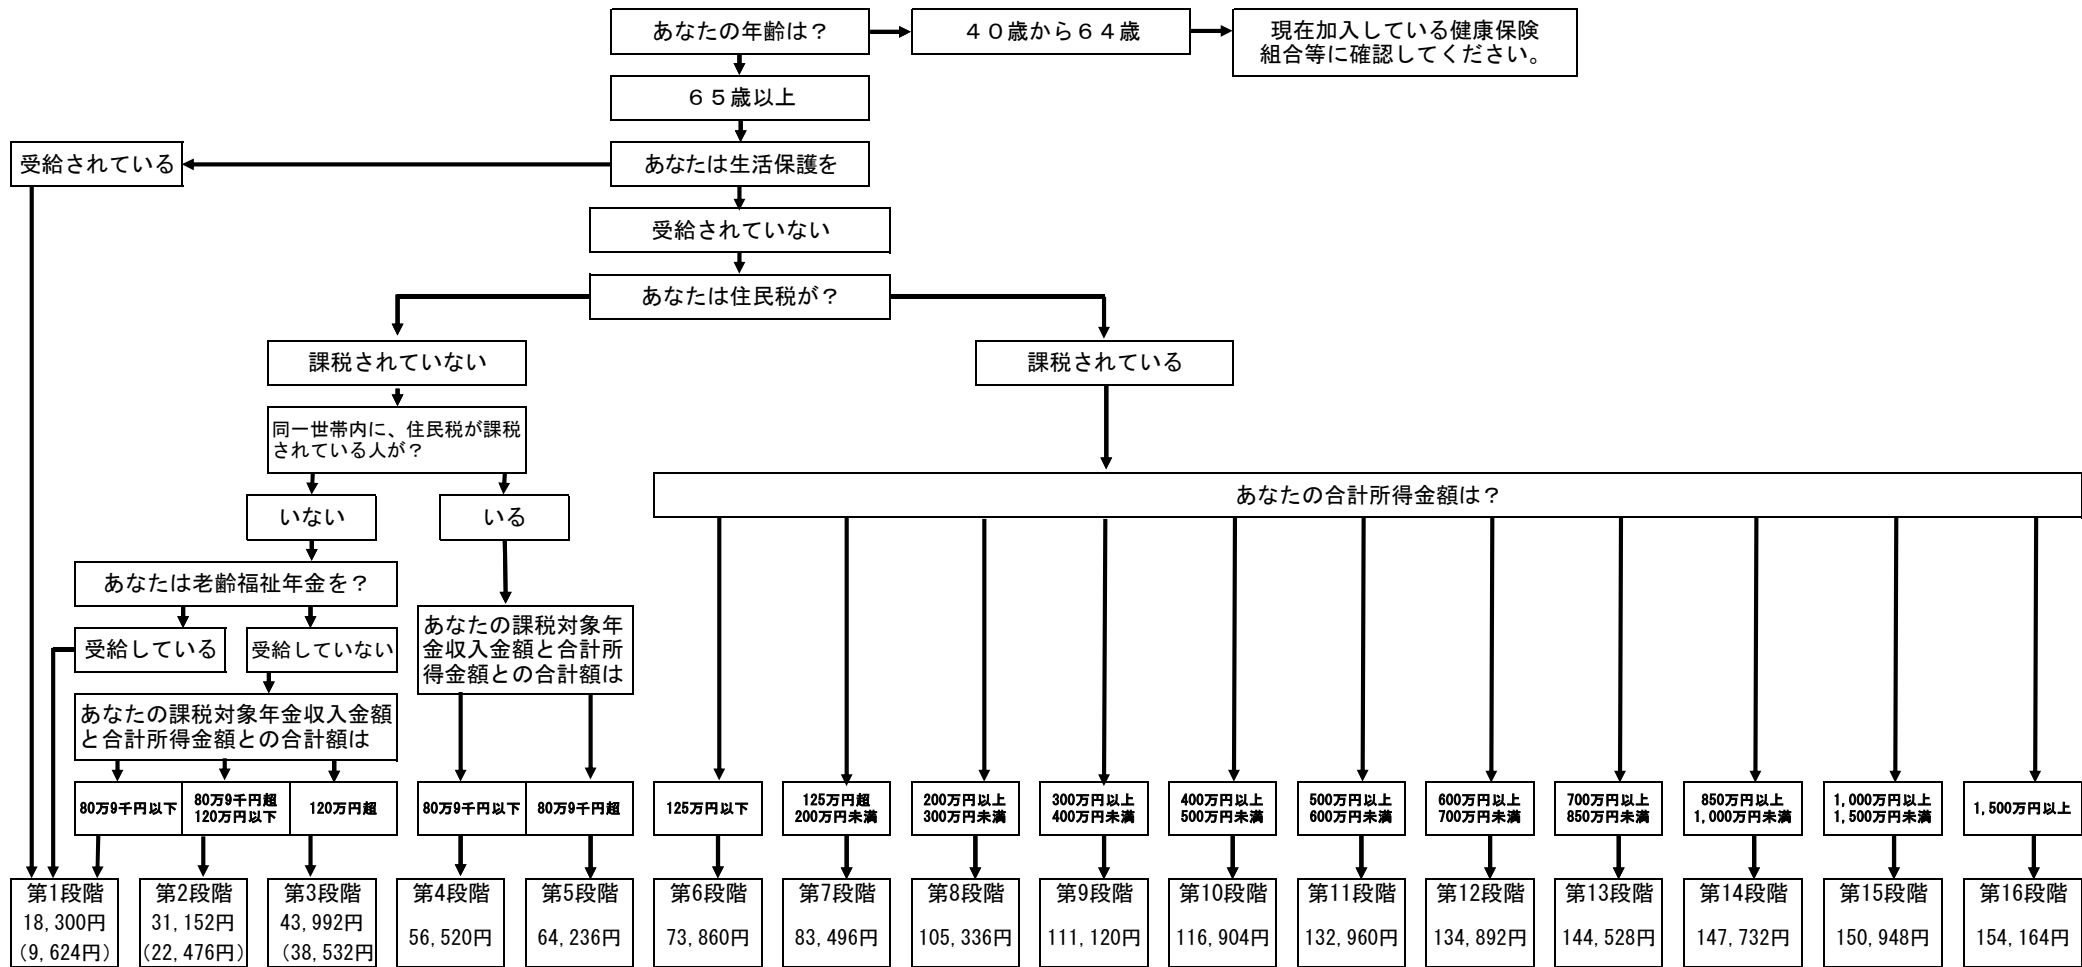 あなたの年齢は？
４０歳から６４歳
現在加入している健康保険
組合等に確認してください。
６５歳以上
受給されている
あなたは生活保護を
受給されていない
あなたは住民税が？
課税されていない
課税されている
同一世帯内に、住民税が課税
されている人が？
いない
いる
あなたの合計所得金額は？
あなたは老齢福祉年金を？
受給している
受給していない
あなたの課税対象年
金収入金額と合計所
得金額との合計額は
あなたの課税対象年金収入金額
と合計所得金額との合計額は
80万9千円以下
80万9千円超
120万円以下
120万円超
80万9千円以下
80万9千円超
125万円以下
125万円超
200万円未満
200万円以上
300万円未満
300万円以上
400万円未満
400万円以上
500万円未満
500万円以上
600万円未満
600万円以上
700万円未満
700万円以上
850万円未満
850万円以上
1,000万円未満
1,000万円以上
1,500万円未満
1,500万円以上
第1段階
18,300円
(9,624円)
第2段階
31,152円
(22,476円)
第3段階
43,992円
(38,532円
第4段階
56,520円
第5段階
64,236円
第6段階
73,860円
第7段階
83,496円
第8段階
105,336円
第9段階
111,120円
第10段階
116,904円
第11段階
132,960円
第12段階
134,892円
第13段階
144,528円
第14段階
147,732円
第15段階
150,948円
第16段階
154,164円